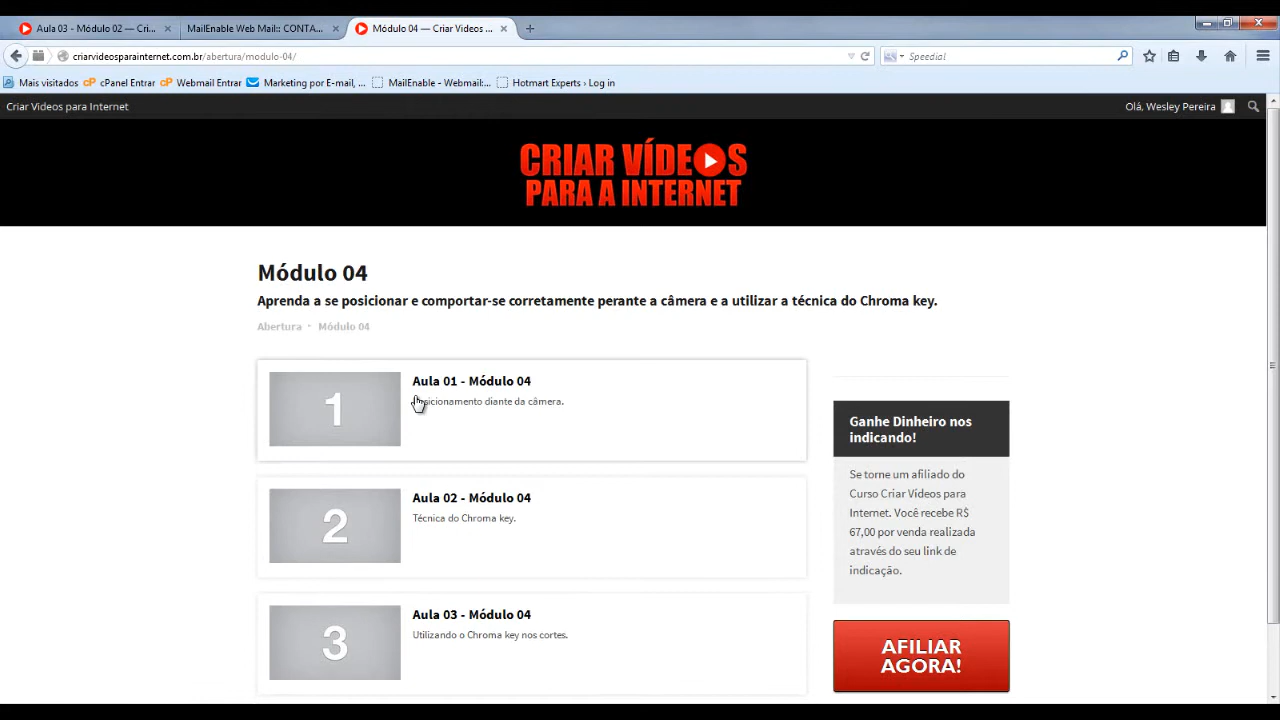 Aula 03 - Módulo 02 — Cri...
MailEnable Web Mail:: CONTA...
Módulo 04 — Criar Vídeos ...
criarvideosparainternet.com.br/abertura/modulo-04/
Speedial
Mais visitados
cPanel Entrar
Webmail Entrar
Marketing por E-mail, ...
MailEnable - Webmail:...
Hotmart Experts › Log in
Criar Vídeos para Internet
Olá, Wesley Pereira
CRIAR VÍDEOS
PARA A INTERNET
Módulo 04
Aprenda a se posicionar e comportar-se corretamente perante a câmera e a utilizar a técnica do Chroma key.
Abertura • Módulo 04
1
Aula 01 - Módulo 04
diante da câmera.
2
Aula 02 - Módulo 04
Técnica do Chroma key.
3
Aula 03 - Módulo 04
Utilizando o Chroma key nos cortes.
Ganhe Dinheiro nos
indicando!
Se torne um afiliado do
Curso Criar Vídeos para
Internet. Você recebe R$
67,00 por venda realizada
através do seu link de
indicação.
AFILIAR
AGORA!